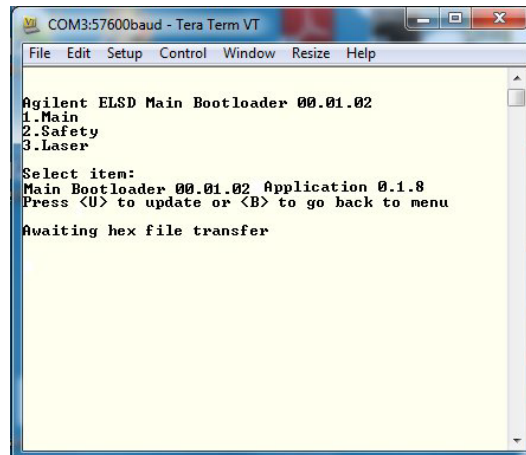 COM3:57600baud - Tera Term VT
File Edit Setup Control Window Resize Help
Agilent ELSD Main Bootloader 00.01.02
1.Main
2.Safety
3.Laser
Select item:
Main Bootloader 00.01.02 Application 0.1.8
Press <U> to update or <B> to go back to menu
Awaiting hex file transfer